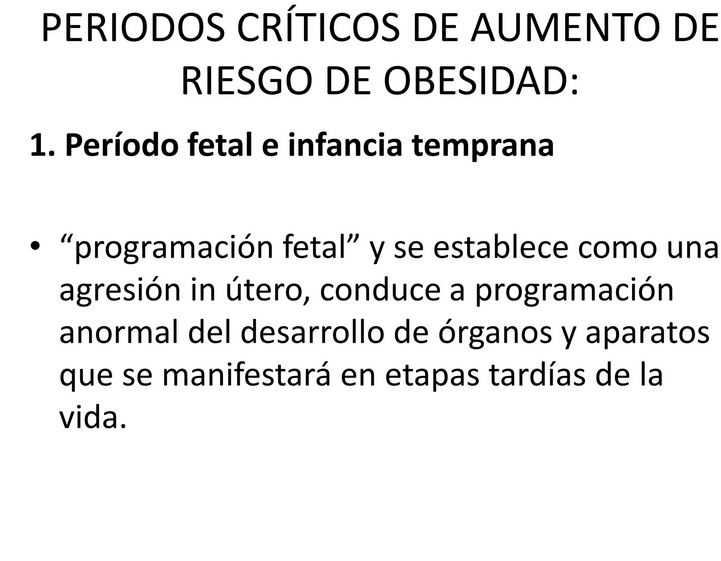 PERIODOS CRÍTICOS DE AUMENTO DE
RIESGO DE OBESIDAD:
1. Período fetal e infancia temprana
• “programación fetal” y se establece como una
agresión in útero, conduce a programación
anormal del desarrollo de órganos y aparatos
que se manifestará en etapas tardías de la
vida.